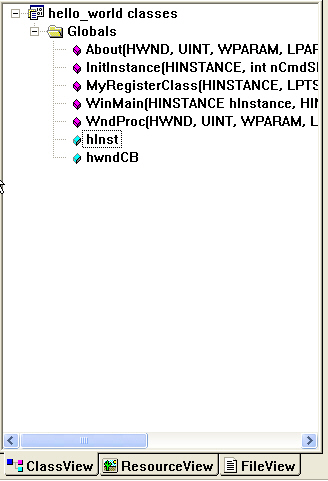 hello_world classes
Globals
About(HWND, UINT, WPARAM, LPAF
InitInstance(HINSTANCE, int nCmdSl
MyRegisterClass(HINSTANCE, LPTS
WinMain(HINSTANCE hInstance, HIN
WndProc(HWND, UINT, WPARAM, L
hInst
hwndCB
ClassView ResourceView FileView